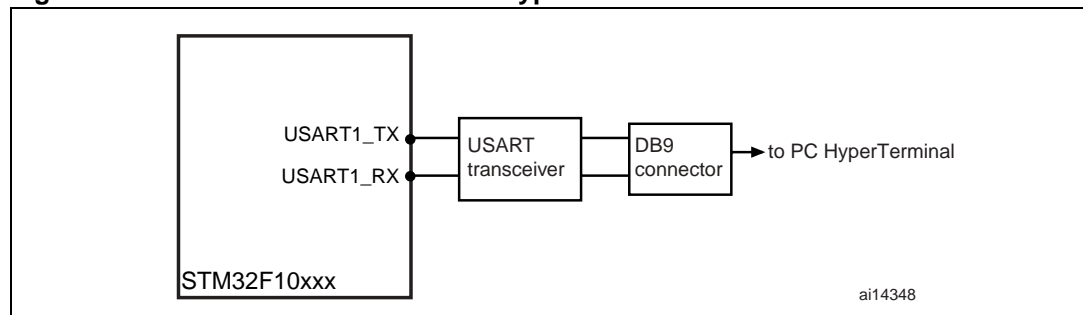 USART1_TX
USART1_RX
USART
transceiver
DB9
connector
to PC HyperTerminal
STM32F10xxx
ai14348